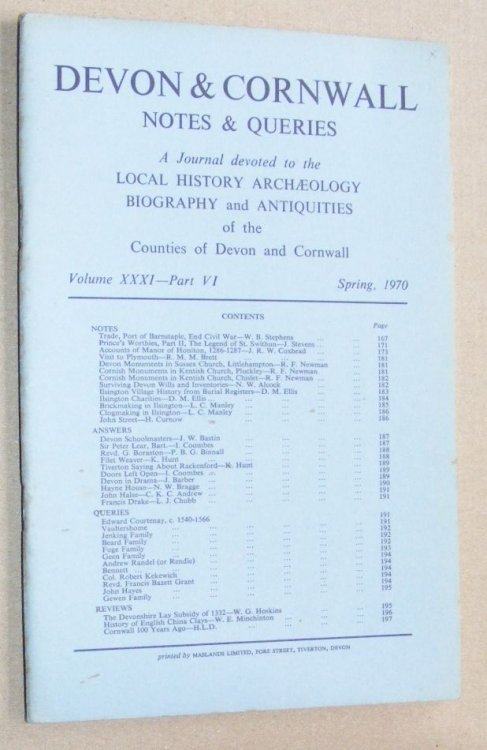 DEVON & CORNWALL
NOTES & QUERIES
A Journal devoted to the
LOCAL HISTORY ARCHÆOLOGY
BIOGRAPHY and ANTIQUITIES
of the
Counties of Devon and Cornwall
Volume XXXI—Part VI Spring, 1970
CONTENTS
NOTES Page
Trade, Port of Barnstaple, End Civil War—W. B. Stephens ... ... 167
Prince's Worthies, Part II, The Legend of St. Swithun—J. Stevens ... 171
Accounts of Manor of Honiton, 1286-1287—J. R. W. Coxhead ... ... 173
Visit to Plymouth—R. M. M. Brett ... ... ... 181
Devon Monuments in Sussex Church, Littlehampton—R. F. Newman ... 181
Cornish Monuments in Kentish Church, Pluckley—R. F. Newman ... 181
Cornish Monuments in Kentish Church, Chislet—R. F. Newman ... ... 182
Surviving Devon Wills and Inventories—N. W. Alcock ... ... 182
Ilsington Village History from Burial Registers—D. M. Ellis ... ... 183
Ilsington Charities—D. M. Ellis ... ... ... 184
Brickmaking in Ilsington—L. C. Manley ... ... ... 185
Clogmaking in Ilsington—L. C. Manley ... ... ... 186
John Street—H. Curnow ... ... ... 186
ANSWERS
Devon Schoolmasters—J. W. Bastin ... ... ... 187
Sir Peter Lear, Bart.—I. Coombes ... ... ... 187
Revd. G. Boraston—P. B. G. Binnall ... ... ... 188
Filet Weaver—K. Hunt ... ... ... 188
Tiverton Saying About Rackenford—K. Hunt ... ... ... 189
Doors Left Open—I. Coombes ... ... ... 189
Devon in Drama—J. Barber ... ... ... 189
Hayne House—N. W. Bragge ... ... ... 190
John Halse—C. K. C. Andrew ... ... ... 191
Francis Drake—L. J. Chubb ... ... ... 191
QUERIES
Edward Courtenay, c. 1540-1566 ... ... ... 191
Vaultershome ... ... ... 191
Jenking Family ... ... ... 192
Beard Family ... ... ... 192
Fuge Family ... ... ... 193
Geen Family ... ... ... 194
Andrew Randel (or Rendle) ... ... ... 194
Bennett ... ... ... 194
Col. Robert Kekewich ... ... ... 194
Revd. Francis Bazett Grant ... ... ... 194
John Hayes ... ... ... 195
Gewen Family
REVIEWS
The Devonshire Lay Subsidy of 1332—W. G. Hoskins ... ... 195
History of English China Clays—W. E. Minchinton ... ... 196
Cornwall 100 Years Ago—H.L.D. ... ... ... 197
printed by MASLANDS LIMITED, FORE STREET, TIVERTON, DEVON